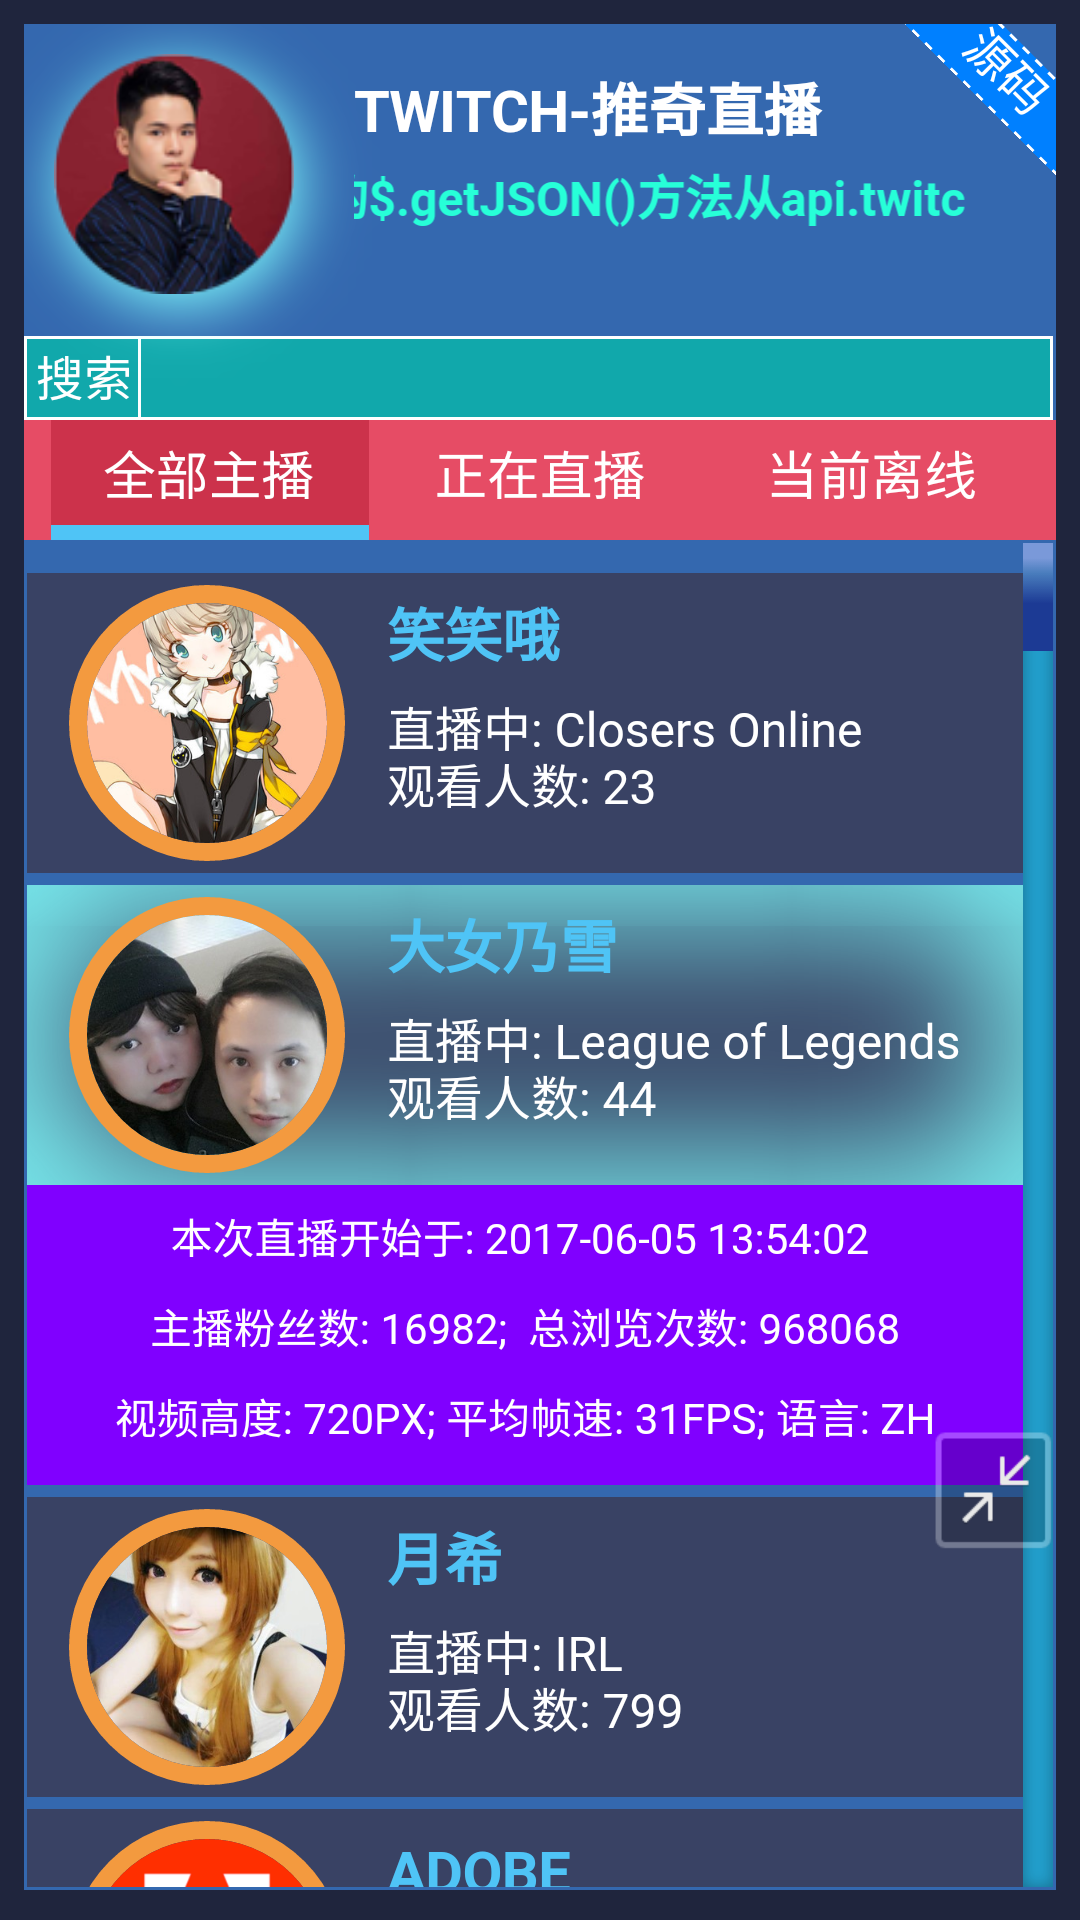 源码
TWITCH-推奇直播
$.getJSON()方法从api.twitc
搜索
全部主播 正在直播 当前离线
笑笑哦
直播中: Closers Online
观看人数: 23
大女乃雪
直播中: League of Legends
观看人数: 44
本次直播开始于: 2017-06-05 13:54:02
主播粉丝数: 16982; 总浏览次数: 968068
视频高度: 720PX; 平均帧速: 31FPS; 语言: ZH
月希
直播中: IRL
观看人数: 799
ADOBE